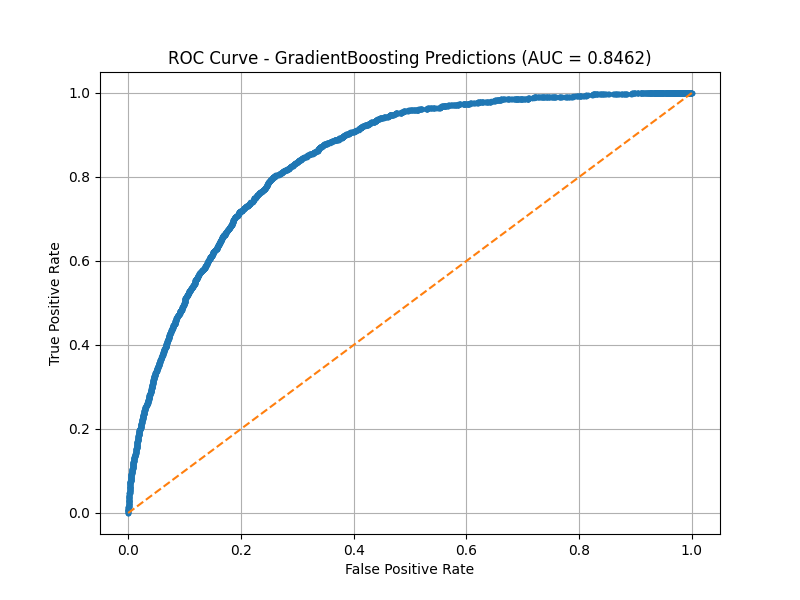 ROC Curve - GradientBoosting Predictions (AUC = 0.8462)
True Positive Rate
1.0
0.8
0.6
0.4
0.2
0.0
0.0 0.2 0.4 0.6 0.8 1.0
False Positive Rate